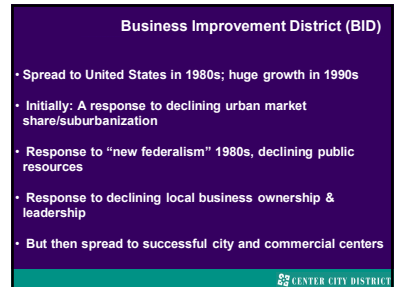 Business Improvement District (BID)
• Spread to United States in 1980s; huge growth in 1990s
• Initially: A response to declining urban market
share/suburbanization
• Response to “new federalism” 1980s, declining public
resources
• Response to declining local business ownership &
leadership
• But then spread to successful city and commercial centers
CENTER CITY DISTRICT